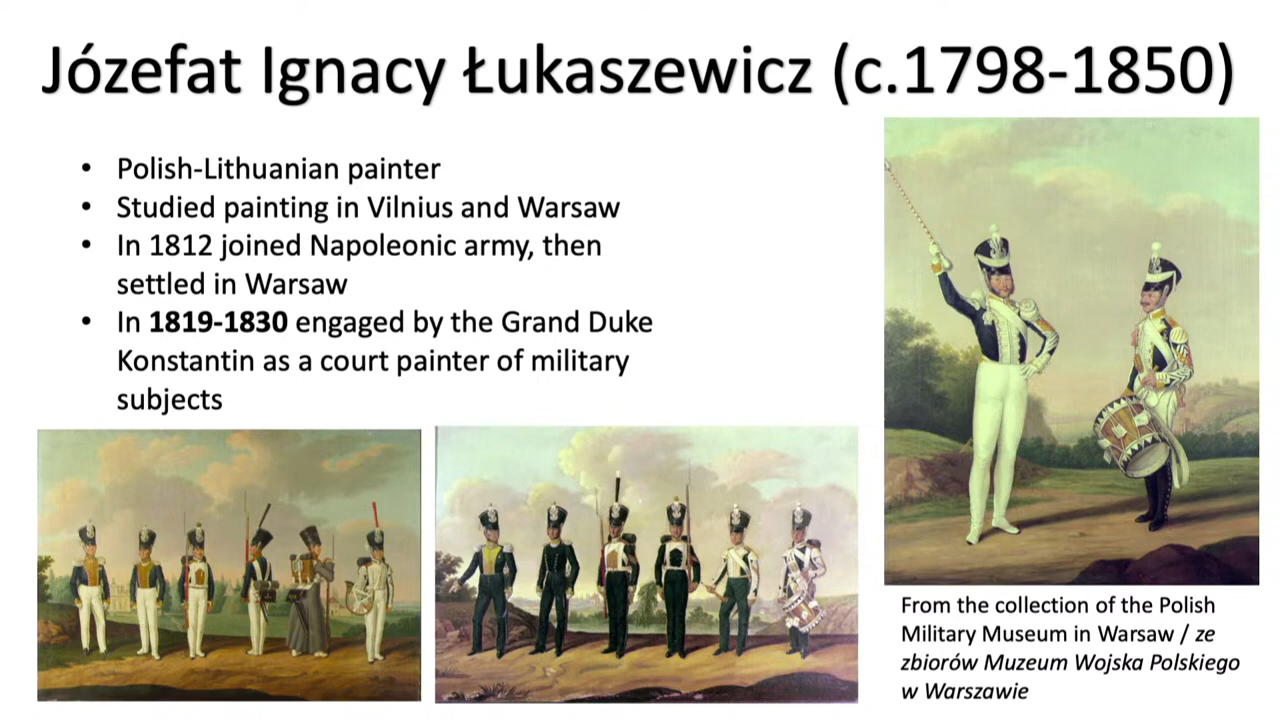 Józefat Ignacy Łukaszewicz (c.1798-1850)
• Polish-Lithuanian painter
• Studied painting in Vilnius and Warsaw
• In 1812 joined Napoleonic army, then
settled in Warsaw
• In 1819-1830 engaged by the Grand Duke
Konstantin as a court painter of military
subjects
From the collection of the Polish
Military Museum in Warsaw / ze
zbiorów Muzeum Wojska Polskiego
w Warszawie